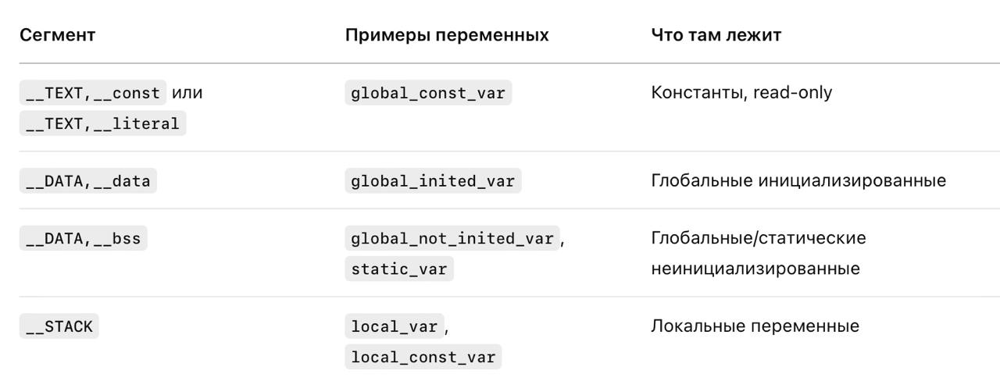 Сегмент Примеры переменных Что там лежит
__TEXT,__const или global_const_var Константы, read-only
__TEXT,__literal
__DATA,__data global_inited_var Глобальные инициализированные
__DATA,__bss global_not_inited_var, Глобальные/статические
static_var неинициализированные
__STACK local_var, Локальные переменные
local_const_var